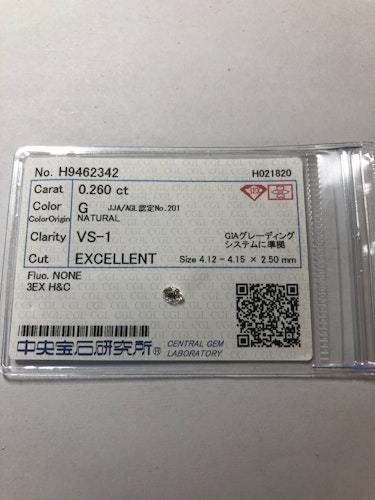 No. H9462342 H021820
Carat 0.260 ct
Color G JJA/AGL認定No.201
ColorOrigin NATURAL
Clarity VS-1 GIAグレーディング
システムに準拠
Cut EXCELLENT Size 4.12 - 4.15 × 2.50 mm
Fluo. NONE
3EX H&C
中央宝石研究所® CENTRAL GEM
LABORATORY